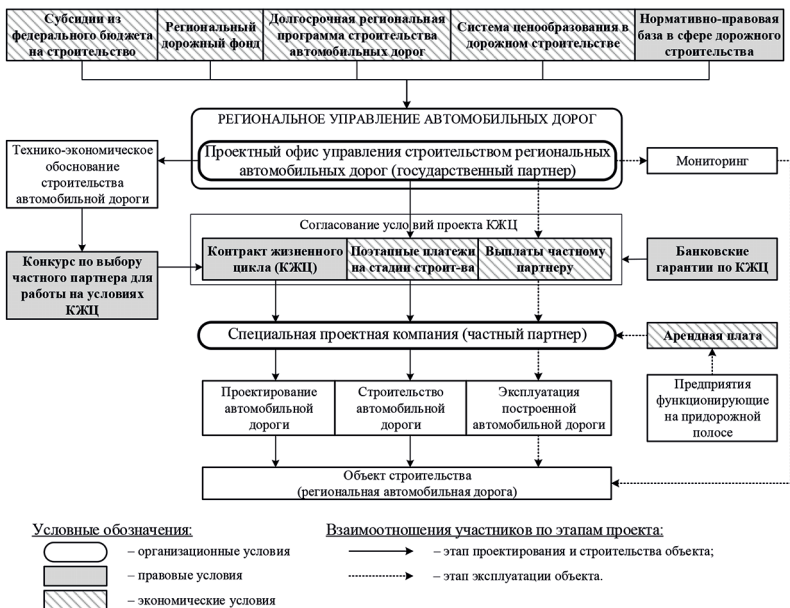 Субсидии из
федерального бюджета
на строительство
Региональный
дорожный фонд
Долгосрочная региональная
программа строительства
автомобильных дорог
Система ценообразования в
дорожном строительстве
Нормативно-правовая
база в сфере дорожного
строительства
РЕГИОНАЛЬНОЕ УПРАВЛЕНИЕ АВТОМОБИЛЬНЫХ ДОРОГ
Проектный офис управления строительством региональных
автомобильных дорог (государственный партнер)
Технико-экономическое
обоснование
строительства
автомобильной дороги
Мониторинг
Согласование условий проекта КЖЦ
Конкурс по выбору
частного партнера для
работы на условиях
КЖЦ
Контракт жизненного
цикла (КЖЦ)
Поэтапные платежи
на стадии строит-ва
Выплаты частному
партнеру
Банковские
гарантии по КЖЦ
Специальная проектная компания (частный партнер)
Арендная плата
Проектирование
автомобильной
дороги
Строительство
автомобильной
дороги
Эксплуатация
построенной
автомобильной дороги
Предприятия
функционирующие
на придорожной
полосе
Объект строительства
(региональная автомобильная дорога)
Условные обозначения:
– организационные условия
– правовые условия
– экономические условия
Взаимоотношения участников по этапам проекта:
– этап проектирования и строительства объекта;
– этап эксплуатации объекта.